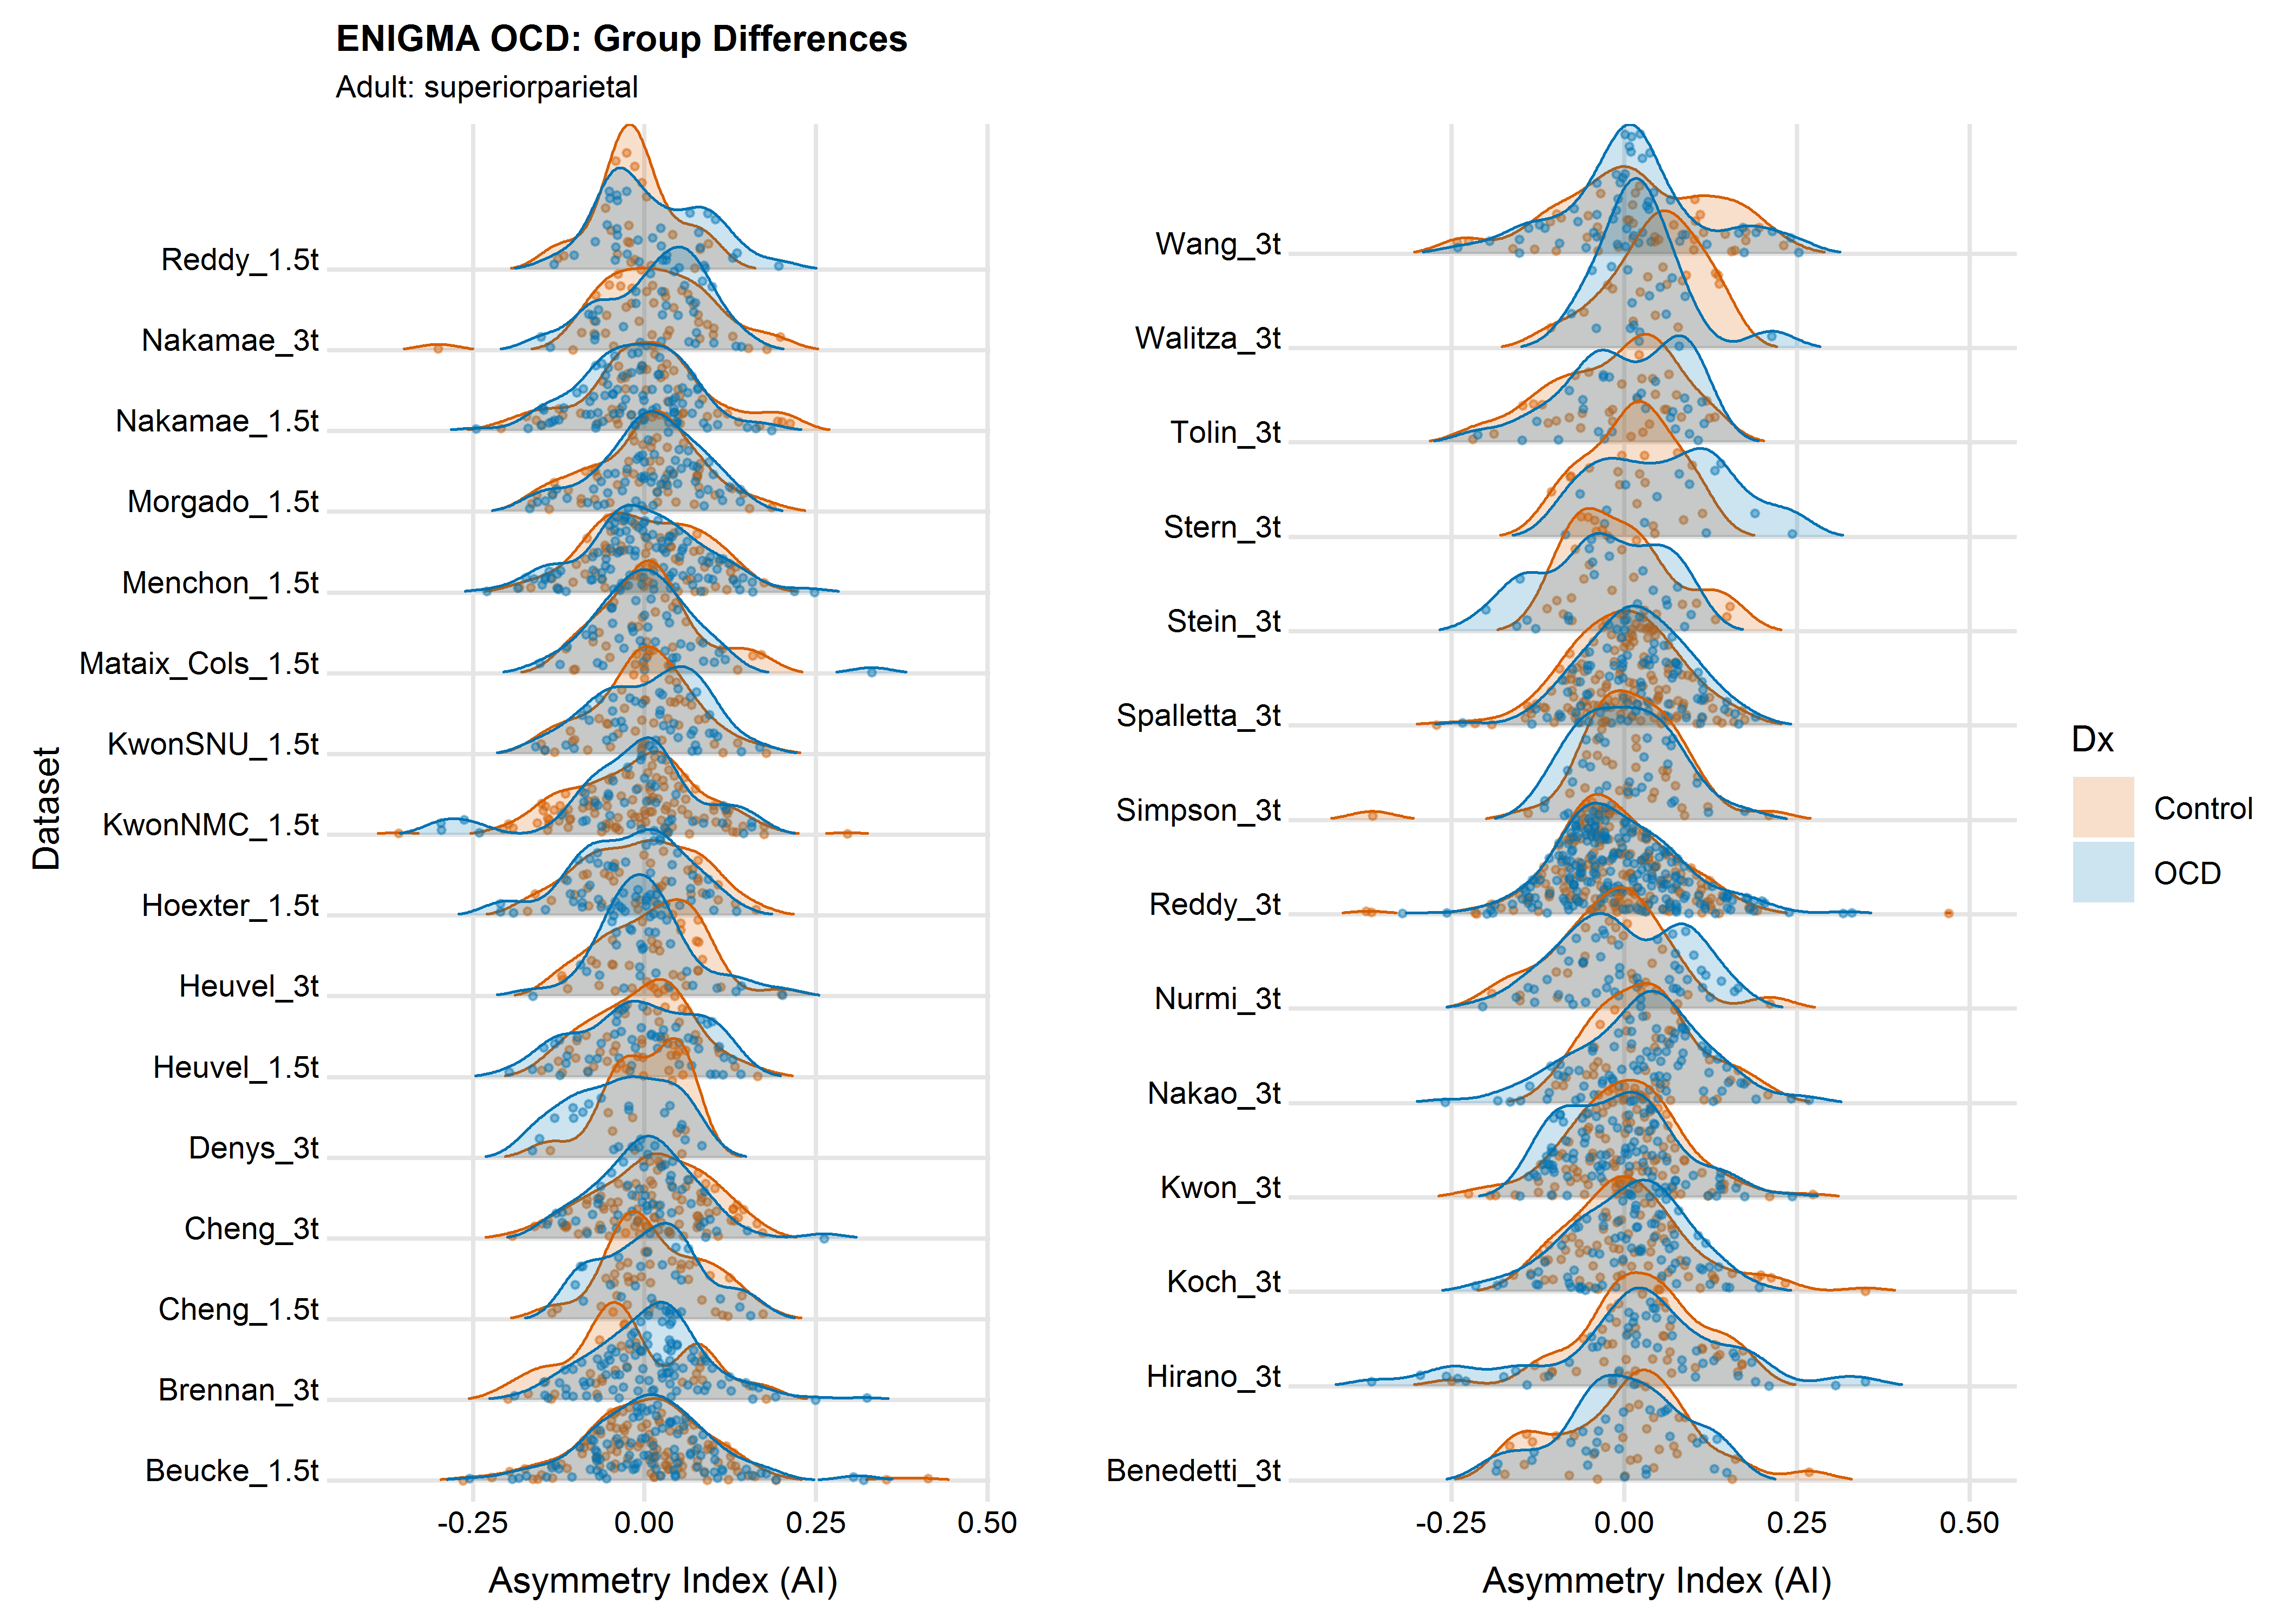 ENIGMA OCD: Group Differences
Adult: superiorparietal
Dataset
Reddy_1.5t
Nakamae_3t
Nakamae_1.5t
Morgado_1.5t
Menchon_1.5t
Mataix_Cols_1.5t
KwonSNU_1.5t
KwonNMC_1.5t
Hoexter_1.5t
Heuvel_3t
Heuvel_1.5t
Denys_3t
Cheng_3t
Cheng_1.5t
Brennan_3t
Beucke_1.5t
-0.25 0.00 0.25 0.50
Asymmetry Index (AI)
Wang_3t
Walitza_3t
Tolin_3t
Stern_3t
Stein_3t
Spalletta_3t
Simpson_3t
Reddy_3t
Nurmi_3t
Nakao_3t
Kwon_3t
Koch_3t
Hirano_3t
Benedetti_3t
-0.25 0.00 0.25 0.50
Asymmetry Index (AI)
Dx
Control
OCD